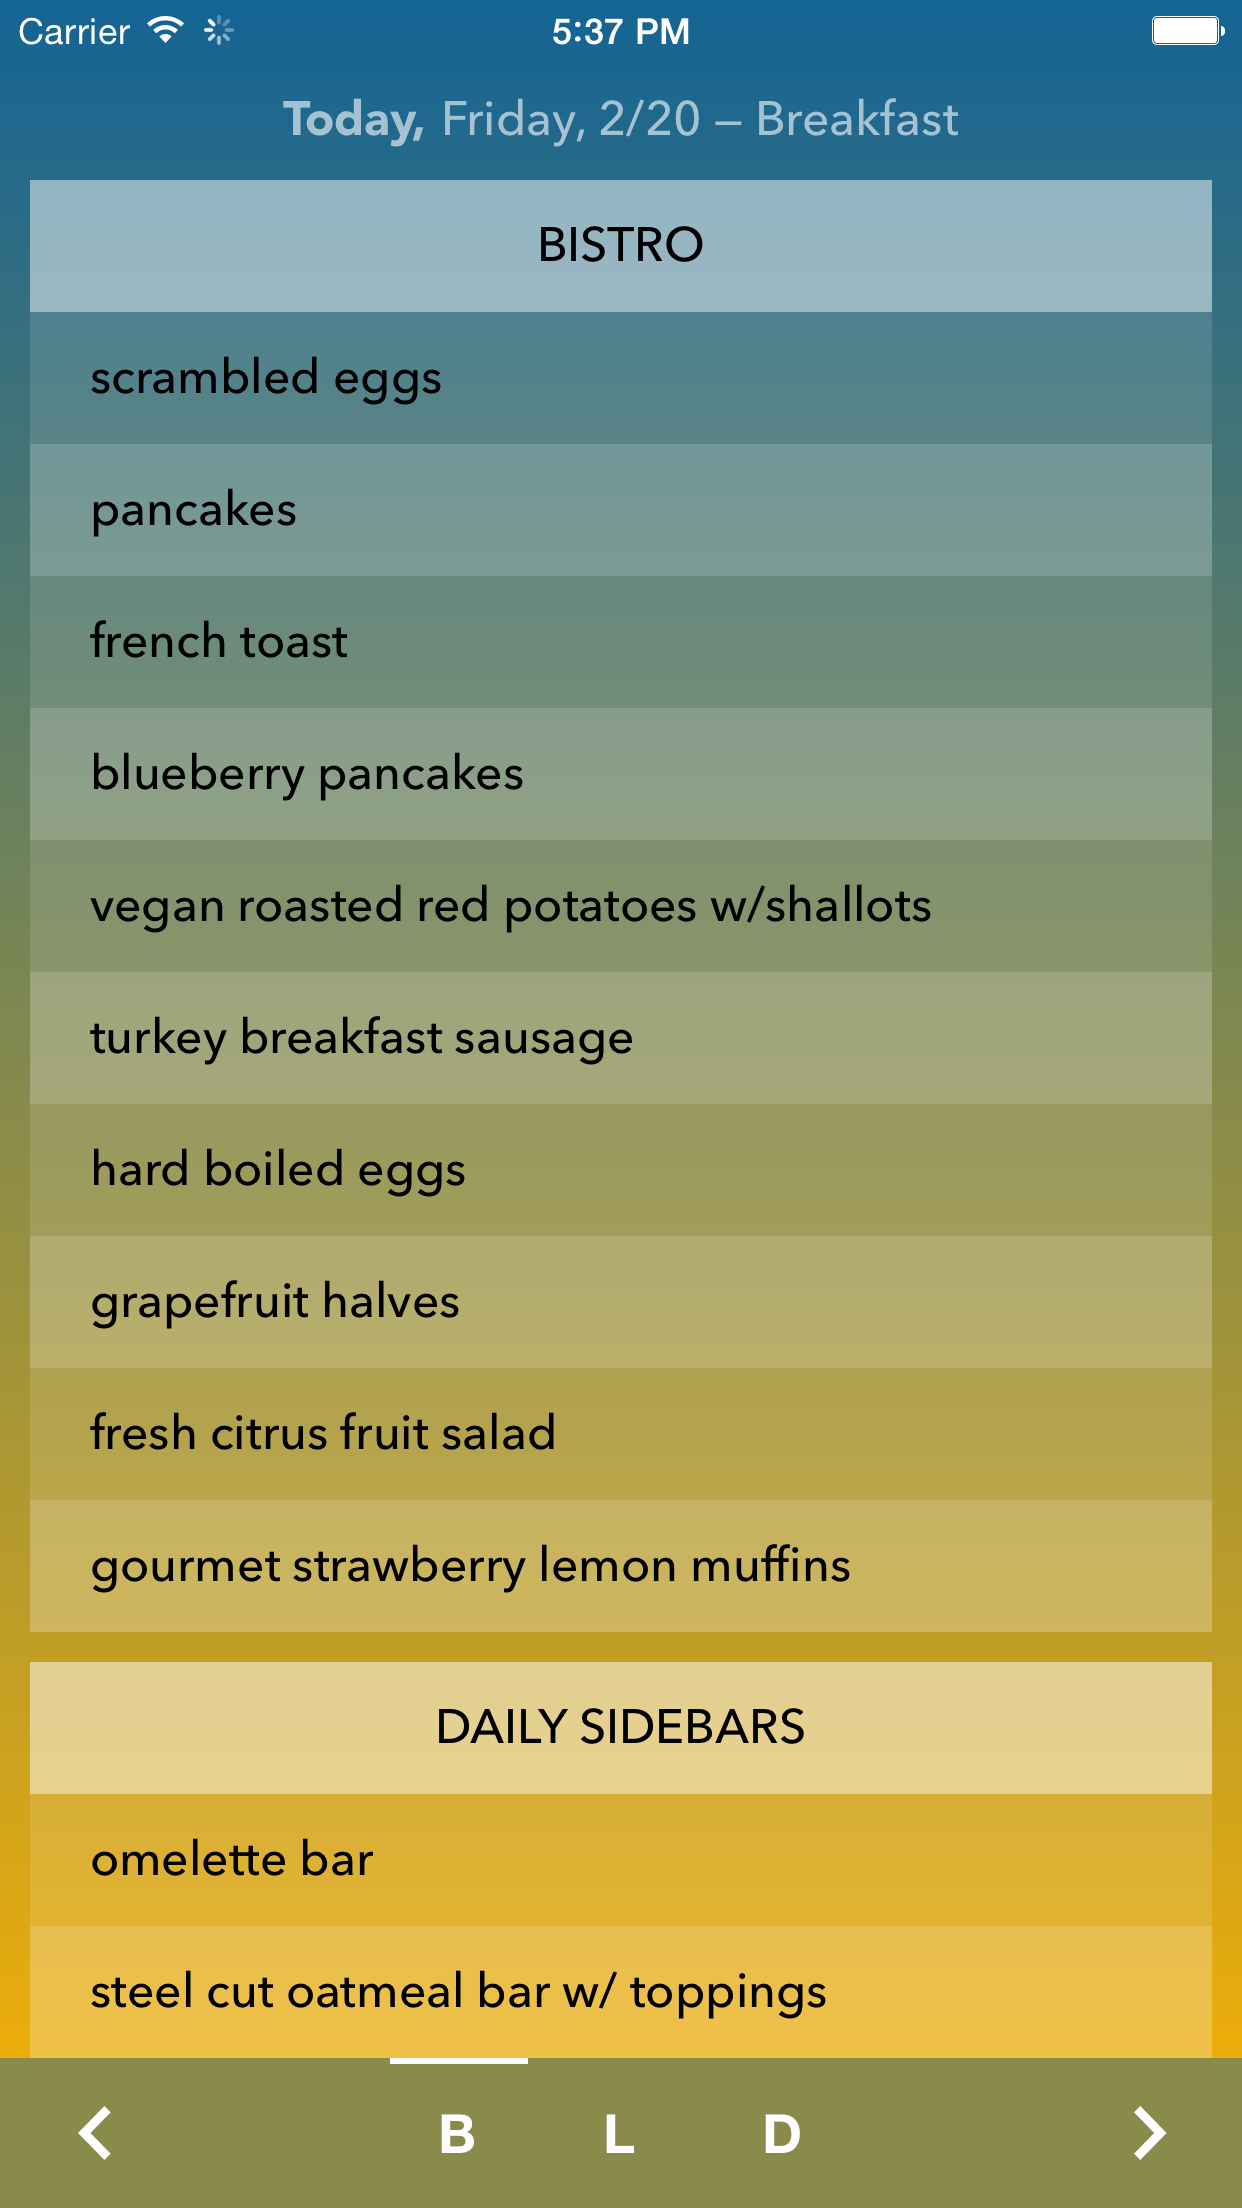 Carrier 5:37 PM
Today, Friday, 2/20 – Breakfast
BISTRO
scrambled eggs
pancakes
french toast
blueberry pancakes
vegan roasted red potatoes w/shallots
turkey breakfast sausage
hard boiled eggs
grapefruit halves
fresh citrus fruit salad
gourmet strawberry lemon muffins
DAILY SIDEBARS
omelette bar
steel cut oatmeal bar w/ toppings
B L D